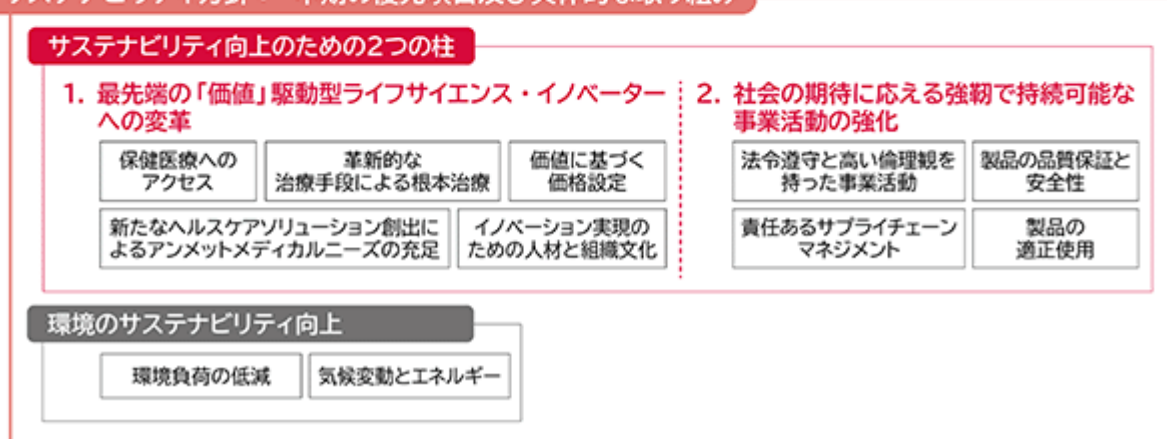 サステナビリティ向上のための2つの柱
1. 最先端の「価値」駆動型ライフサイエンス・イノベーター
への変革
保健医療への
アクセス
革新的な
治療手段による根本治療
価値に基づく
価格設定
新たなヘルスケアソリューション創出に
よるアンメットメディカルニーズの充足
イノベーション実現の
ための人材と組織文化
2. 社会の期待に応える強靭で持続可能な
事業活動の強化
法令遵守と高い倫理観を
持った事業活動
製品の品質保証と
安全性
責任あるサプライチェーン
マネジメント
製品の
適正使用
環境のサステナビリティ向上
環境負荷の低減
気候変動とエネルギー